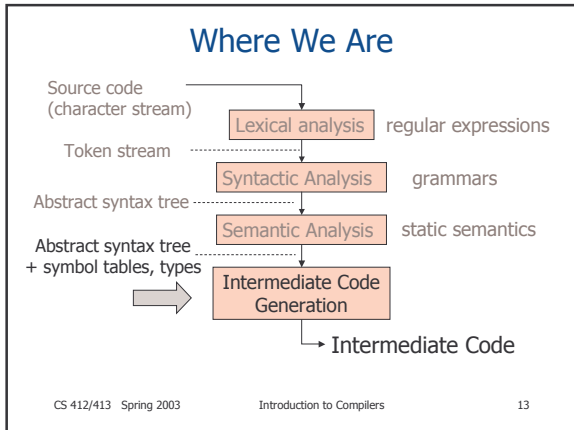 Where We Are
Source code
(character stream)
Lexical analysis
regular expressions
Token stream
Syntactic Analysis
grammars
Abstract syntax tree
Semantic Analysis
static semantics
Abstract syntax tree
+ symbol tables, types
Intermediate Code
Generation
Intermediate Code
CS 412/413 Spring 2003
Introduction to Compilers
13